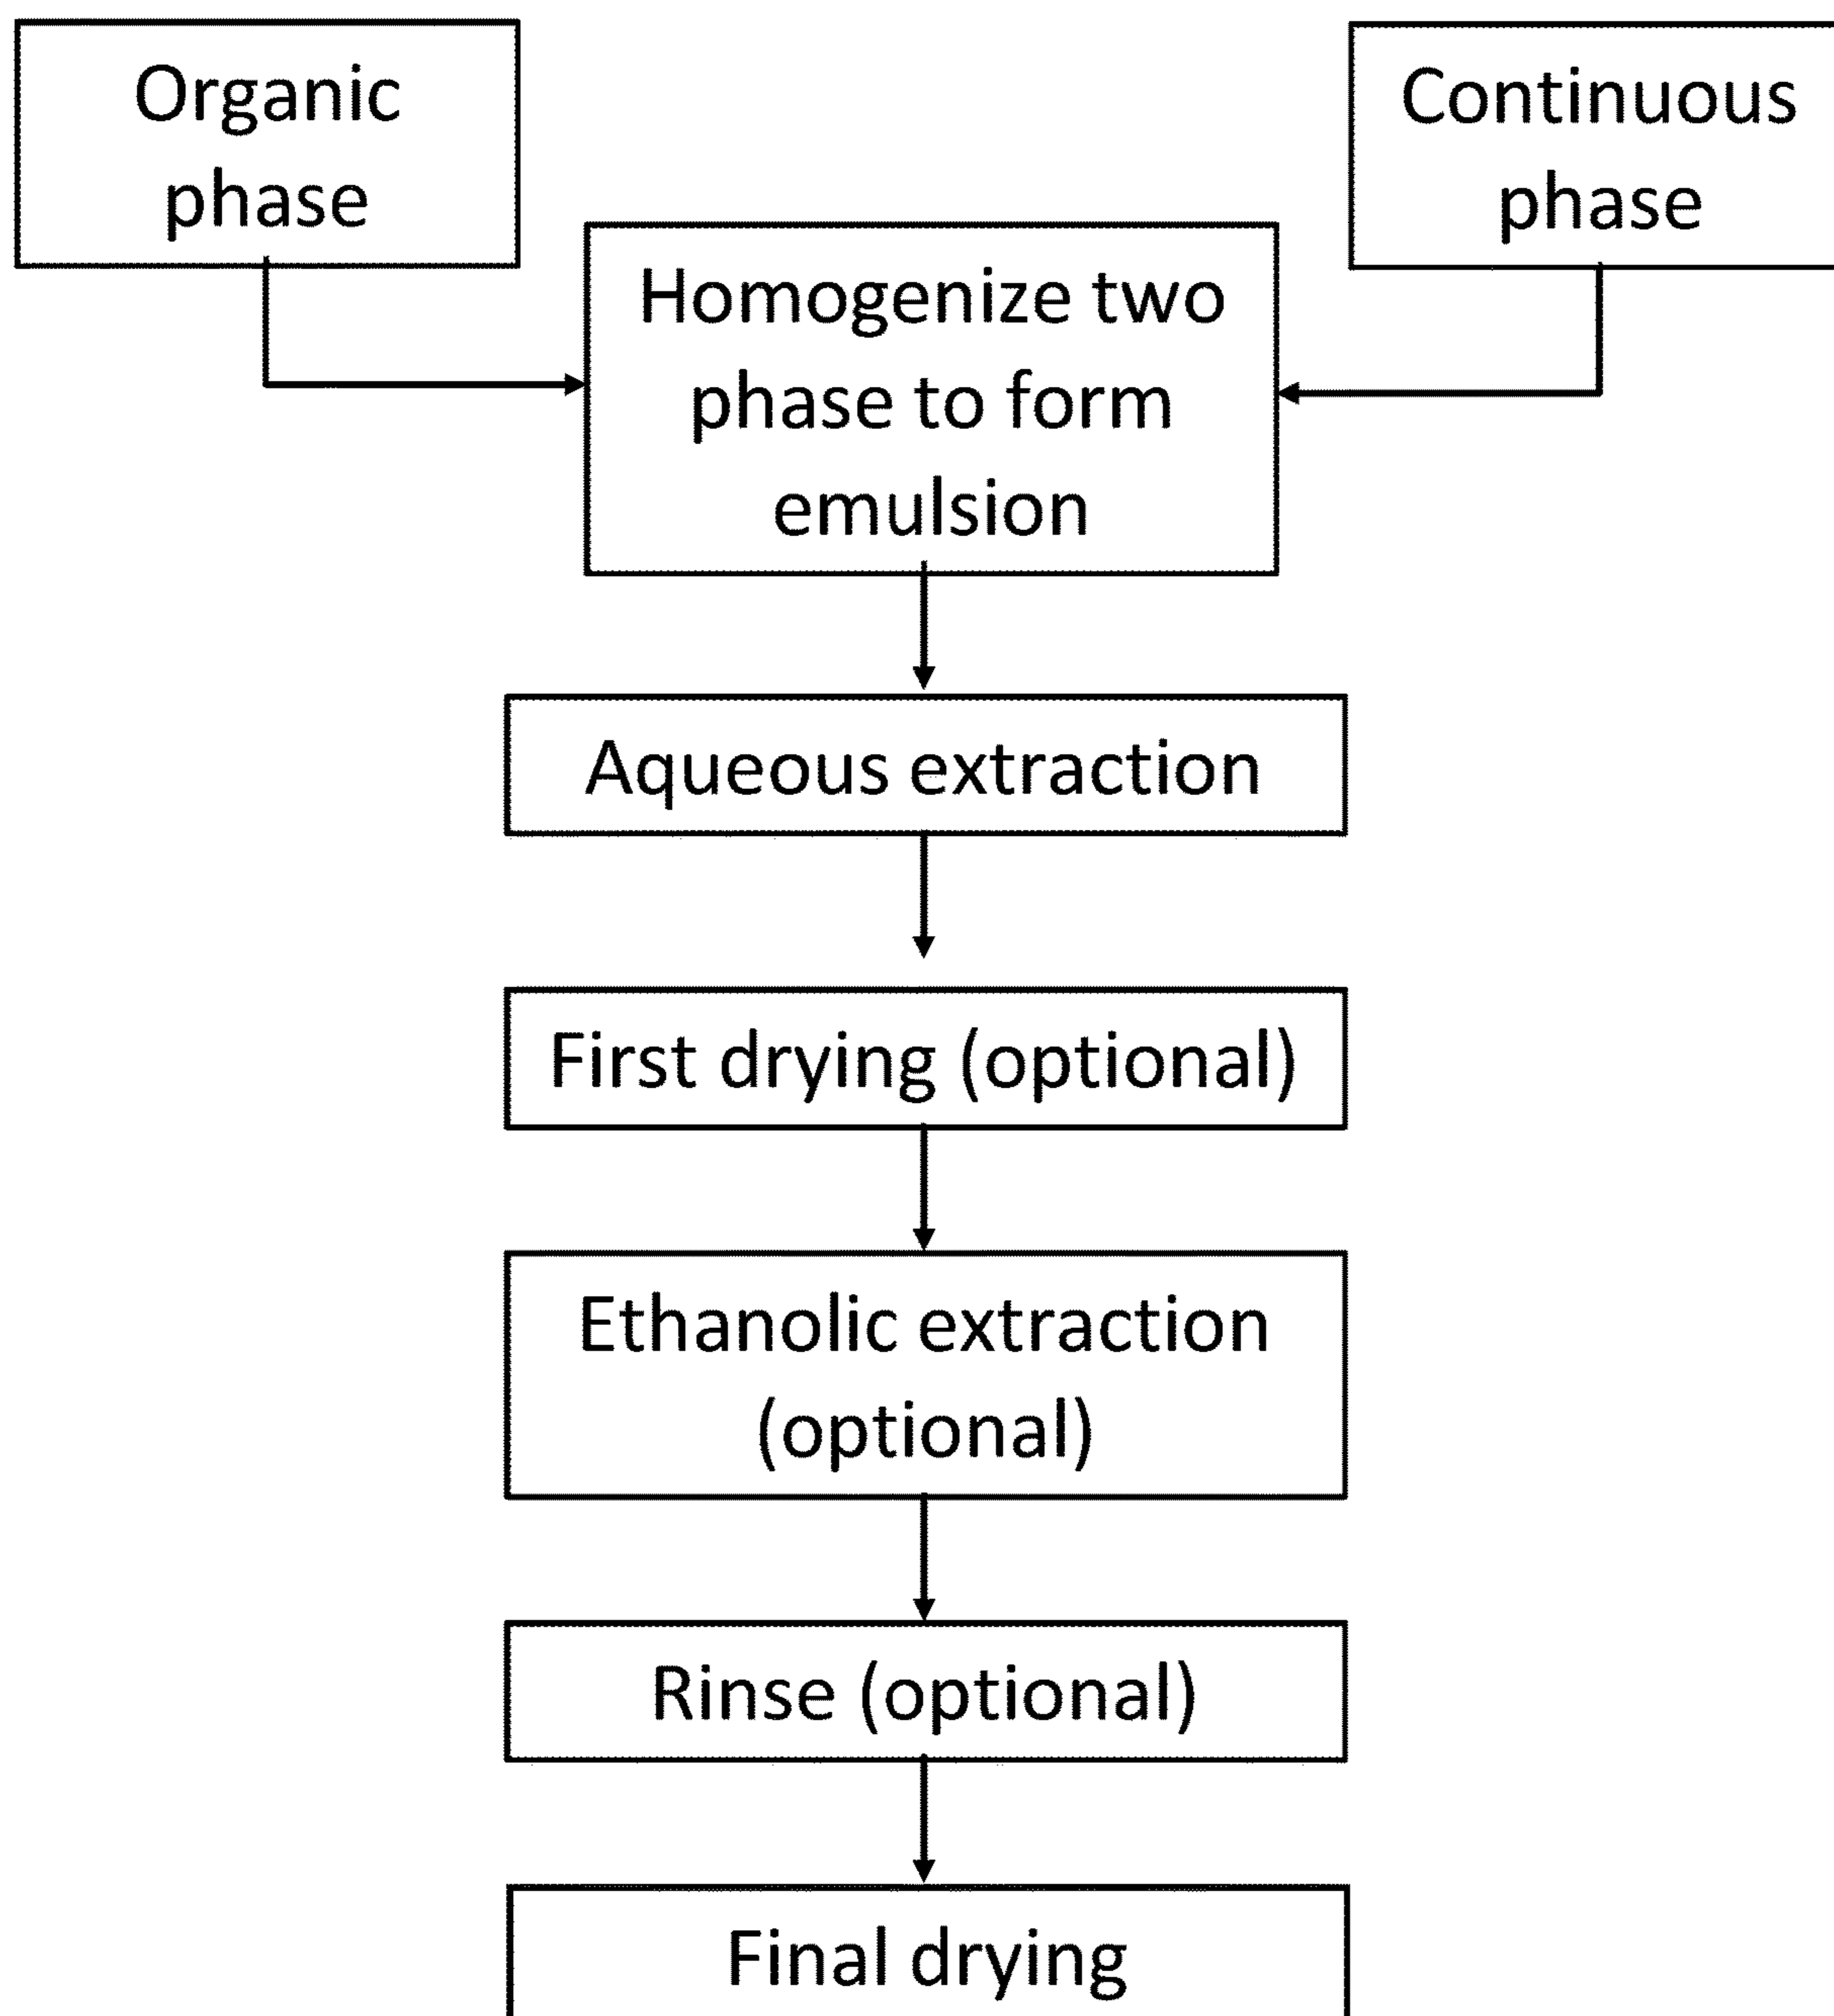 Organic
phase
Continuous
phase
Homogenize two
phase to form
emulsion
Aqueous extraction
First drying (optional)
Ethanolic extraction
(optional)
Rinse (optional)
Final drying